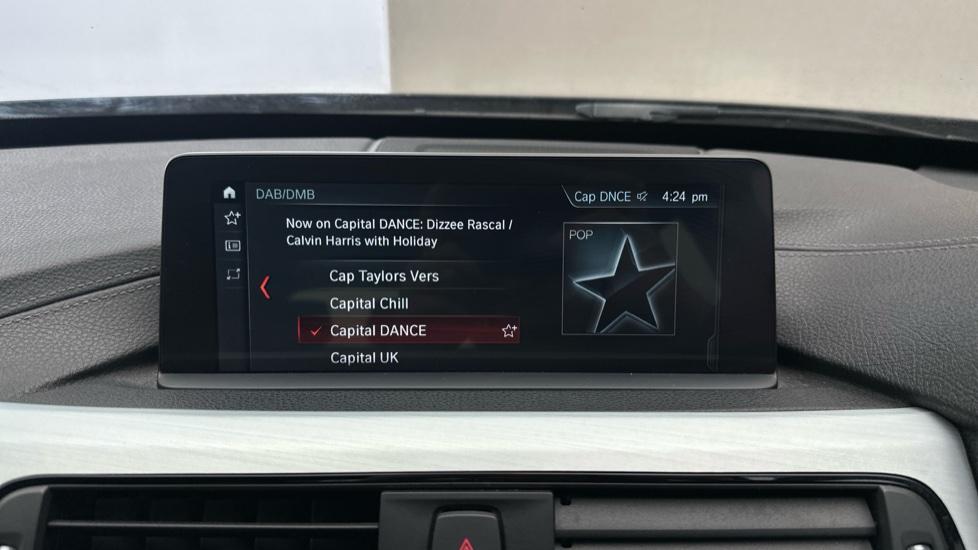 DAB/DMB
Cap DNCE 4:24 pm
Now on Capital DANCE: Dizzee Rascal /
Calvin Harris with Holiday
POP
Cap Taylors Vers
Capital Chill
Capital DANCE
Capital UK